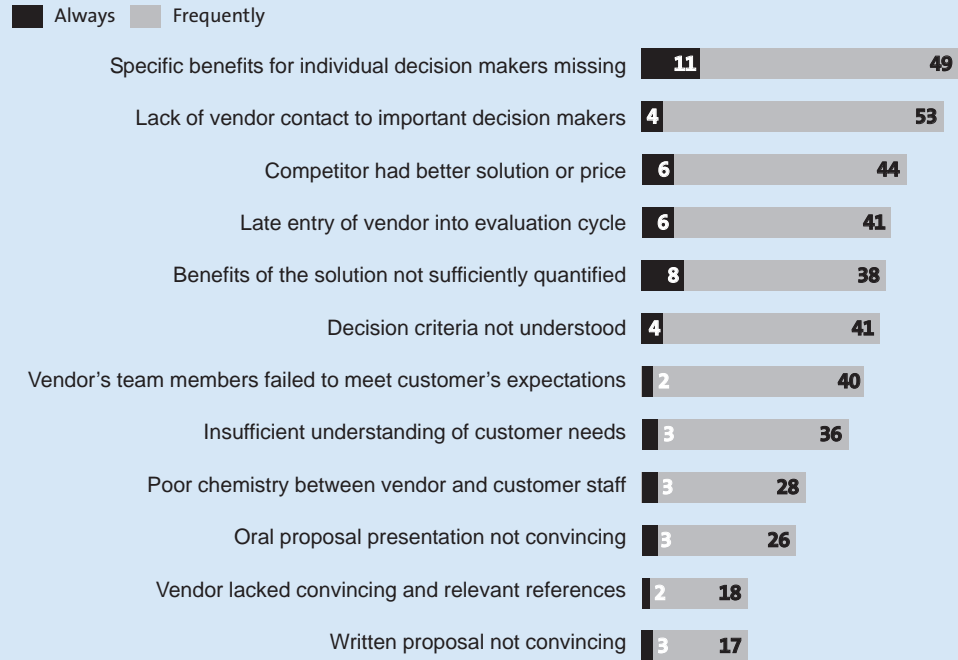 Always Frequently
Specific benefits for individual decision makers missing 11 49
Lack of vendor contact to important decision makers 4 53
Competitor had better solution or price 6 44
Late entry of vendor into evaluation cycle 6 41
Benefits of the solution not sufficiently quantified 8 38
Decision criteria not understood 4 41
Vendor’s team members failed to meet customer’s expectations 2 40
Insufficient understanding of customer needs 3 36
Poor chemistry between vendor and customer staff 3 28
Oral proposal presentation not convincing 3 26
Vendor lacked convincing and relevant references 2 18
Written proposal not convincing 3 17